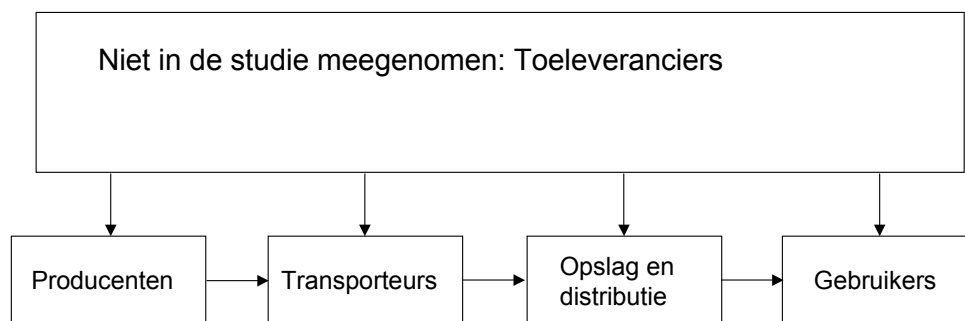 Niet in de studie meegenomen: Toeleveranciers
Producenten
Transporteurs
Opslag en
distributie
Gebruikers